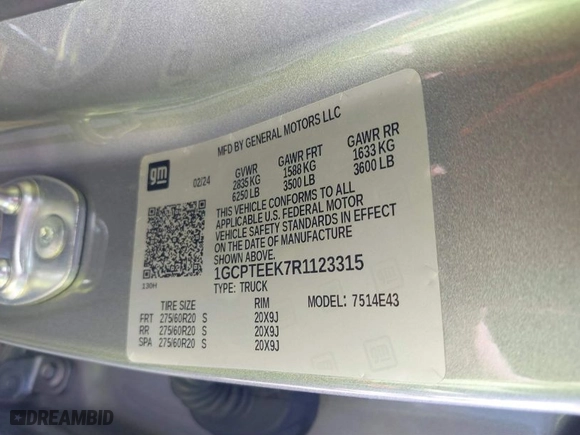 MFD BY GENERAL MOTORS LLC
gm
02/24
GVWR
2835 KG
6250 LB
GAWR FRT
1588 KG
3500 LB
GAWR RR
1633 KG
3600 LB
THIS VEHICLE CONFORMS TO ALL
APPLICABLE U.S. FEDERAL MOTOR
VEHICLE SAFETY STANDARDS IN EFFECT
ON THE DATE OF MANUFACTURE
SHOWN ABOVE.
1GCPTEEK7R1123315
TYPE: TRUCK
TIRE SIZE RIM MODEL: 7514E43
FRT 275/60R20 S 20X9J
RR 275/60R20 S 20X9J
SPA 275/60R20 S 20X9J
DREAMBID